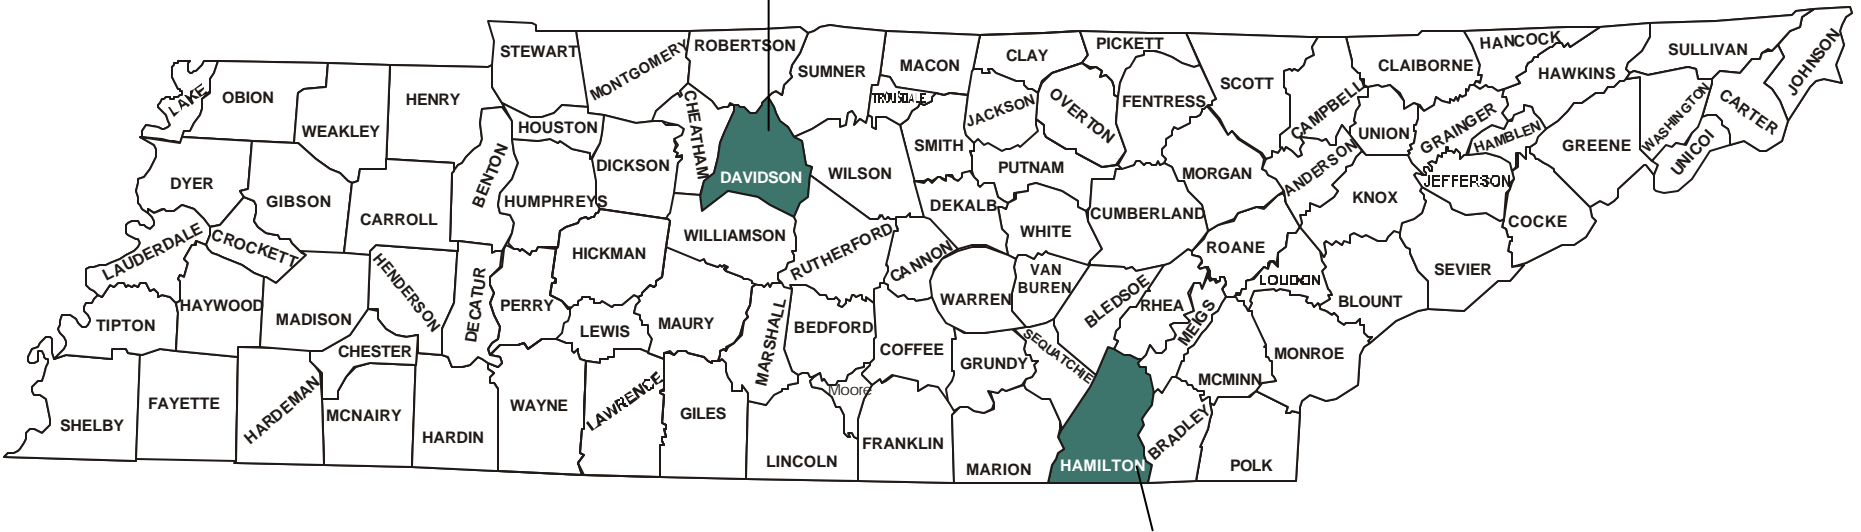 STEWART
MONTGOMERY
ROBERTSON
SUMNER
MACON
CLAY
PICKETT
SCOTT
CLAIBORNE
HANCOCK
HAWKINS
SULLIVAN
JOHNSON
LAKE
OBION
WEAKLEY
HENRY
HOUSTON
CHEATHAM
TROUSDALE
JACKSON
OVERTON
FENTRESS
CAMPBELL
UNION
GRAINGER
HAMBLEN
GREENE
WASHINGTON
CARTER
UNICOI
DYER
GIBSON
CARROLL
BENTON
HUMPHREYS
DICKSON
DAVIDSON
WILSON
SMITH
PUTNAM
MORGAN
ANDERSON
KNOX
JEFFERSON
COCKE
LAUDERDALE
CROCKETT
HICKMAN
WILLIAMSON
RUTHERFORD
CANNON
DEKALB
WHITE
CUMBERLAND
ROANE
LOUDON
BLOUNT
SEVIER
TIPTON
HAYWOOD
MADISON
HENDERSON
DECATUR
PERRY
LEWIS
MAURY
MARSHALL
BEDFORD
COFFEE
WARREN
VAN
BUREN
BLEDSOE
RHEA
MEIGS
MONROE
CHESTER
GRUNDY
SEQUATCHIE
MCMINN
SHELBY
FAYETTE
HARDEMAN
MCNAIRY
HARDIN
WAYNE
LAWRENCE
GILES
LINCOLN
Moore
FRANKLIN
MARION
HAMILTON
BRADLEY
POLK